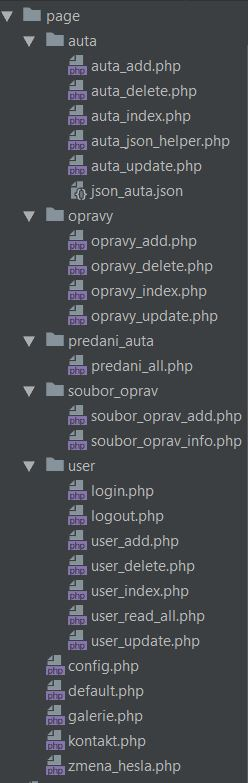 page
auta
auta_add.php
auta_delete.php
auta_index.php
auta_json_helper.php
auta_update.php
json_auta.json
opravy
opravy_add.php
opravy_delete.php
opravy_index.php
opravy_update.php
predani_auta
predani_all.php
soubor_oprav
soubor_oprav_add.php
soubor_oprav_info.php
user
login.php
logout.php
user_add.php
user_delete.php
user_index.php
user_read_all.php
user_update.php
config.php
default.php
galerie.php
kontakt.php
zmena_hesla.php